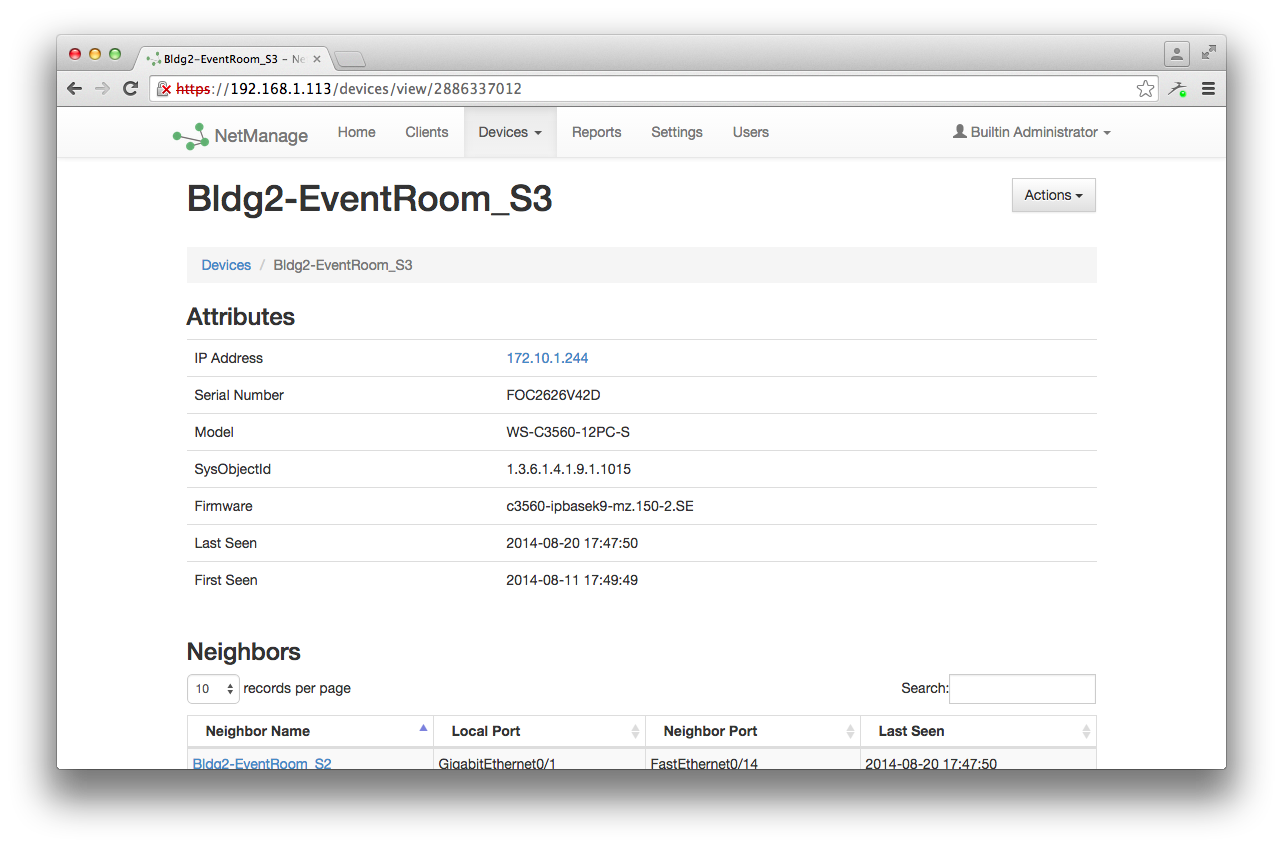 Bldg2-EventRoom_S3 - Ne
https://192.168.1.113/devices/view/2886337012
NetManage Home Clients Devices Reports Settings Users Builtin Administrator
Bldg2-EventRoom_S3 Actions
Devices / Bldg2-EventRoom_S3
Attributes
IP Address 172.10.1.244
Serial Number FOC2626V42D
Model WS-C3560-12PC-S
SysObjectId 1.3.6.1.4.1.9.1.1015
Firmware c3560-ipbasek9-mz.150-2.SE
Last Seen 2014-08-20 17:47:50
First Seen 2014-08-11 17:49:49
Neighbors
10 records per page Search:
Neighbor Name Local Port Neighbor Port Last Seen
Bldg2-EventRoom_S2 GigabitEthernet0/1 FastEthernet0/14 2014-08-20 17:47:50